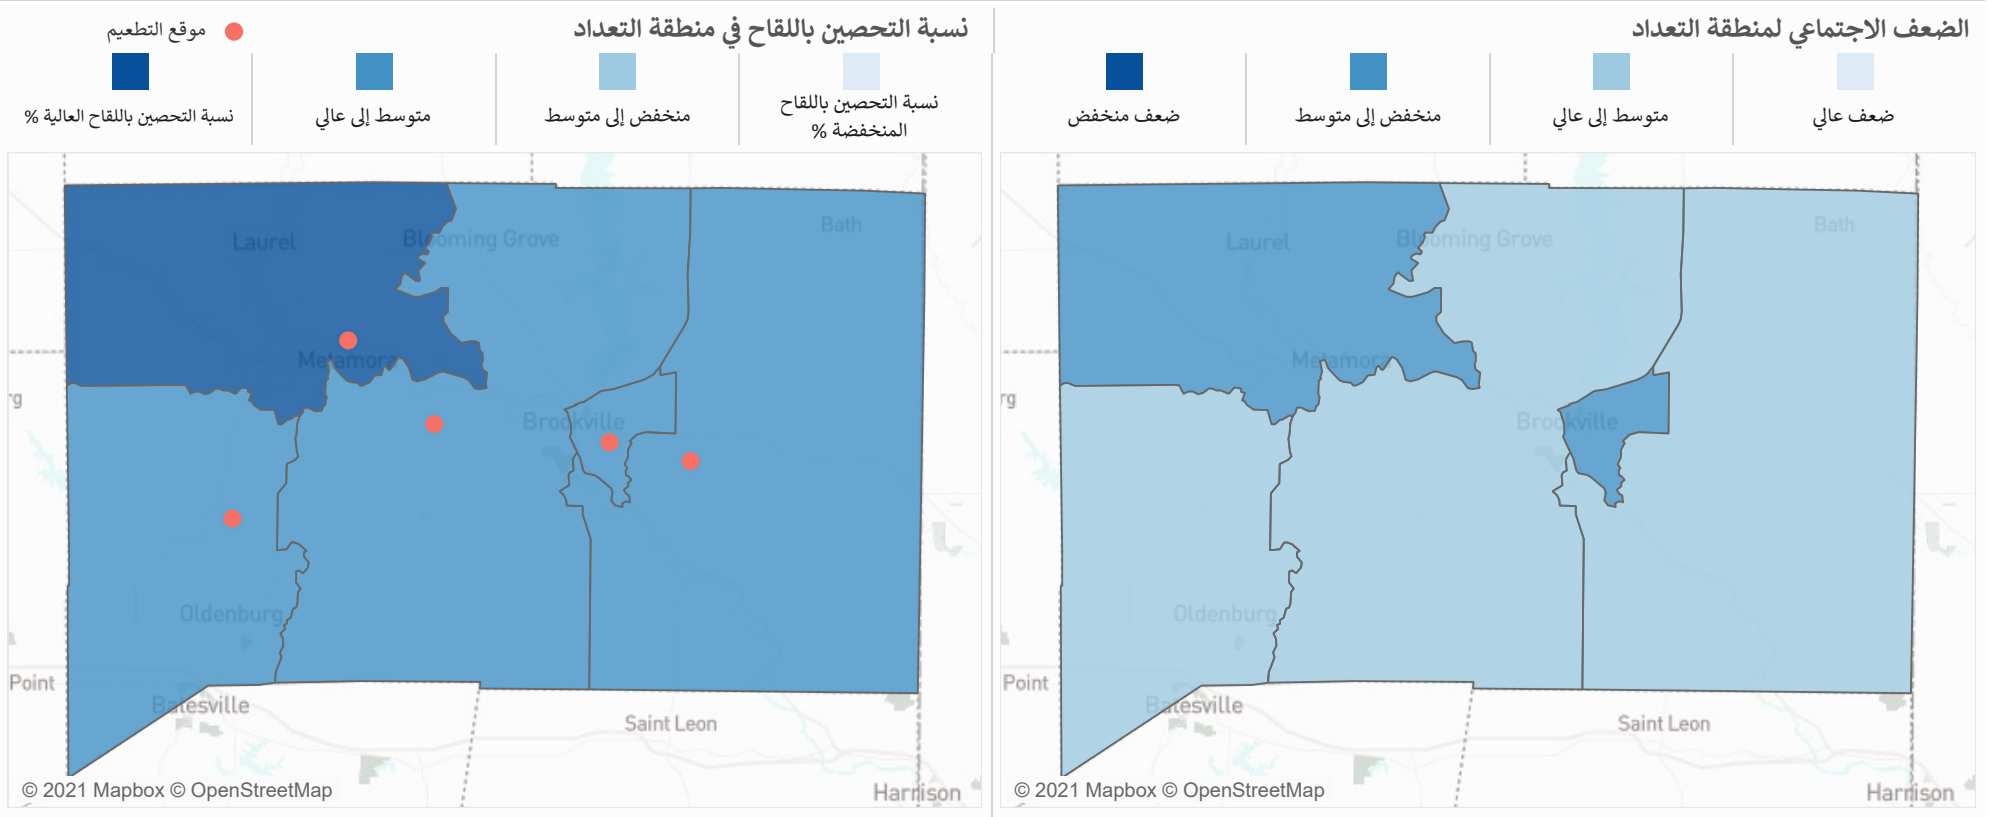 الضعف الاجتماعي لمنطقة التعداد
ضعف عالي
متوسط إلى عالي
منخفض إلى متوسط
ضعف منخفض
Laurel
Blooming Grove
Bath
Metamora
Brookville
rg
Oldenburg
Point
Batesville
Saint Leon
© 2021 Mapbox © OpenStreetMap
Harrison
نسبة التحصين باللقاح في منطقة التعداد
موقع التطعيم
نسبة التحصين باللقاح
المنخفضة %
منخفض إلى متوسط
متوسط إلى عالي
نسبة التحصين باللقاح العالية %
Laurel
Blooming Grove
Bath
Metamora
rg
Brookville
Oldenburg
Point
Batesville
Saint Leon
© 2021 Mapbox © OpenStreetMap
Harrison